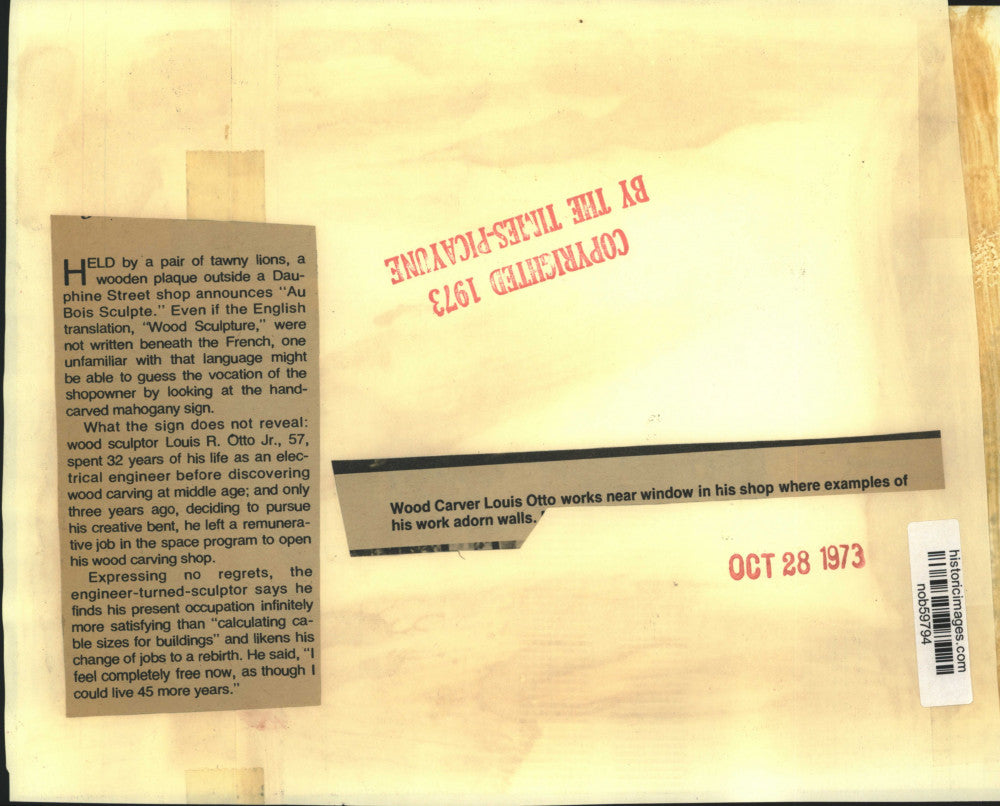 HELD by a pair of tawny lions, a
wooden plaque outside a Dau-
phine Street shop announces "Au
Bois Sculpte." Even if the English
translation, "Wood Sculpture," were
not written beneath the French, one
unfamiliar with that language might
be able to guess the vocation of the
shopowner by looking at the hand-
carved mahogany sign.
What the sign does not reveal:
wood sculptor Louis R. Otto Jr., 57,
spent 32 years of his life as an elec-
trical engineer before discovering
wood carving at middle age; and only
three years ago, deciding to pursue
his creative bent, he left a remunera-
tive job in the space program to open
his wood carving shop.
Expressing no regrets, the
engineer-turned-sculptor says he
finds his present occupation infinitely
more satisfying than "calculating ca-
ble sizes for buildings" and likens his
change of jobs to a rebirth. He said, "I
feel completely free now, as though I
could live 45 more years."
COPYRIGHTED 1973
BY THE TIMES-PICAYUNE
Wood Carver Louis Otto works near window in his shop where examples of
his work adorn walls.
OCT 28 1973
historicimages.com
nob59794